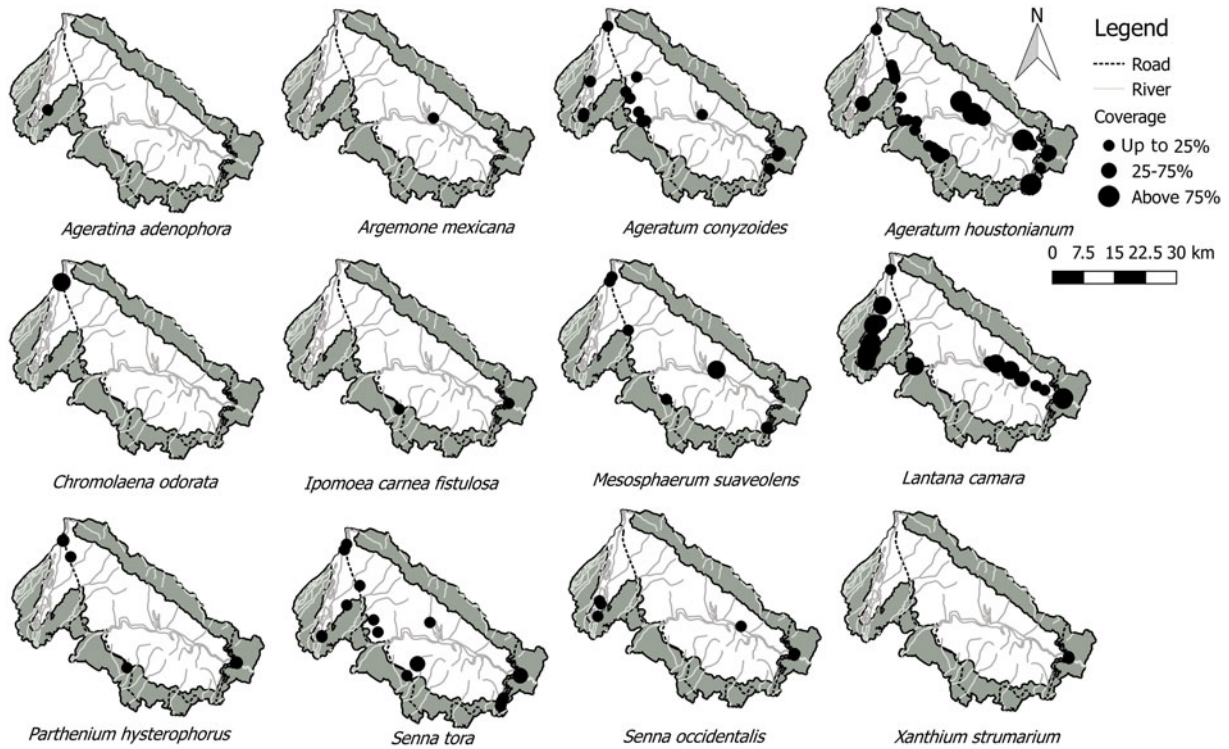 N
Legend
Road
River
Coverage
Up to 25%
25-75%
Above 75%
Ageratina adenophora
Argemone mexicana
Ageratum conyzoides
Ageratum houstonianum
0 7.5 15 22.5 30 km
Chromolaena odorata
Ipomoea carnea fistulosa
Mesosphaerum suaveolens
Lantana camara
Parthenium hysterophorus
Senna tora
Senna occidentalis
Xanthium strumarium